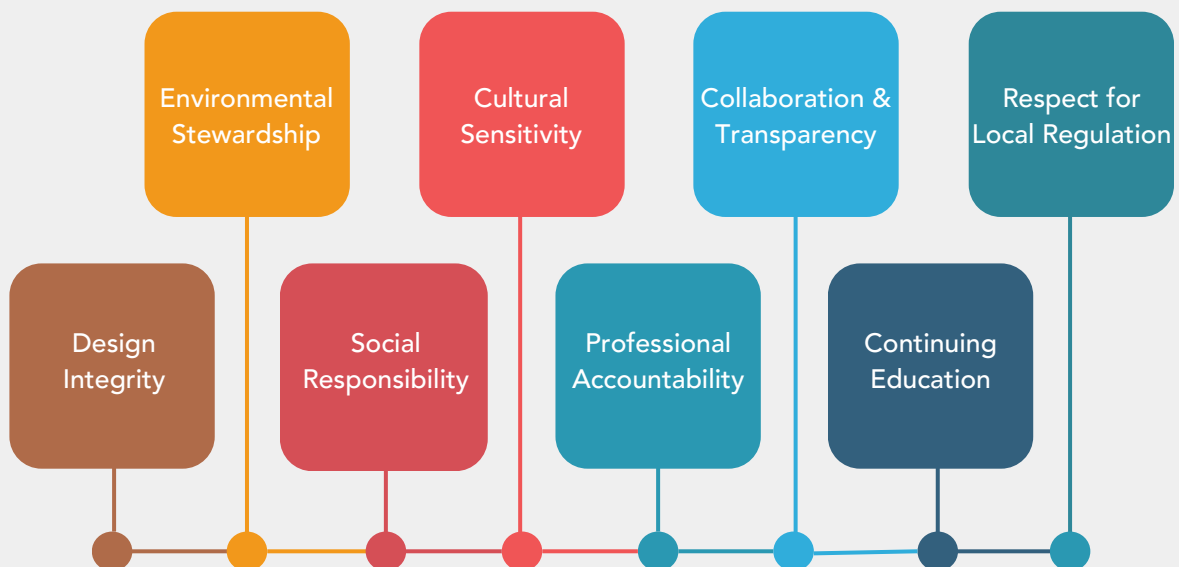 Environmental
Stewardship
Cultural
Sensitivity
Collaboration &
Transparency
Respect for
Local Regulation
Design
Integrity
Social
Responsibility
Professional
Accountability
Continuing
Education